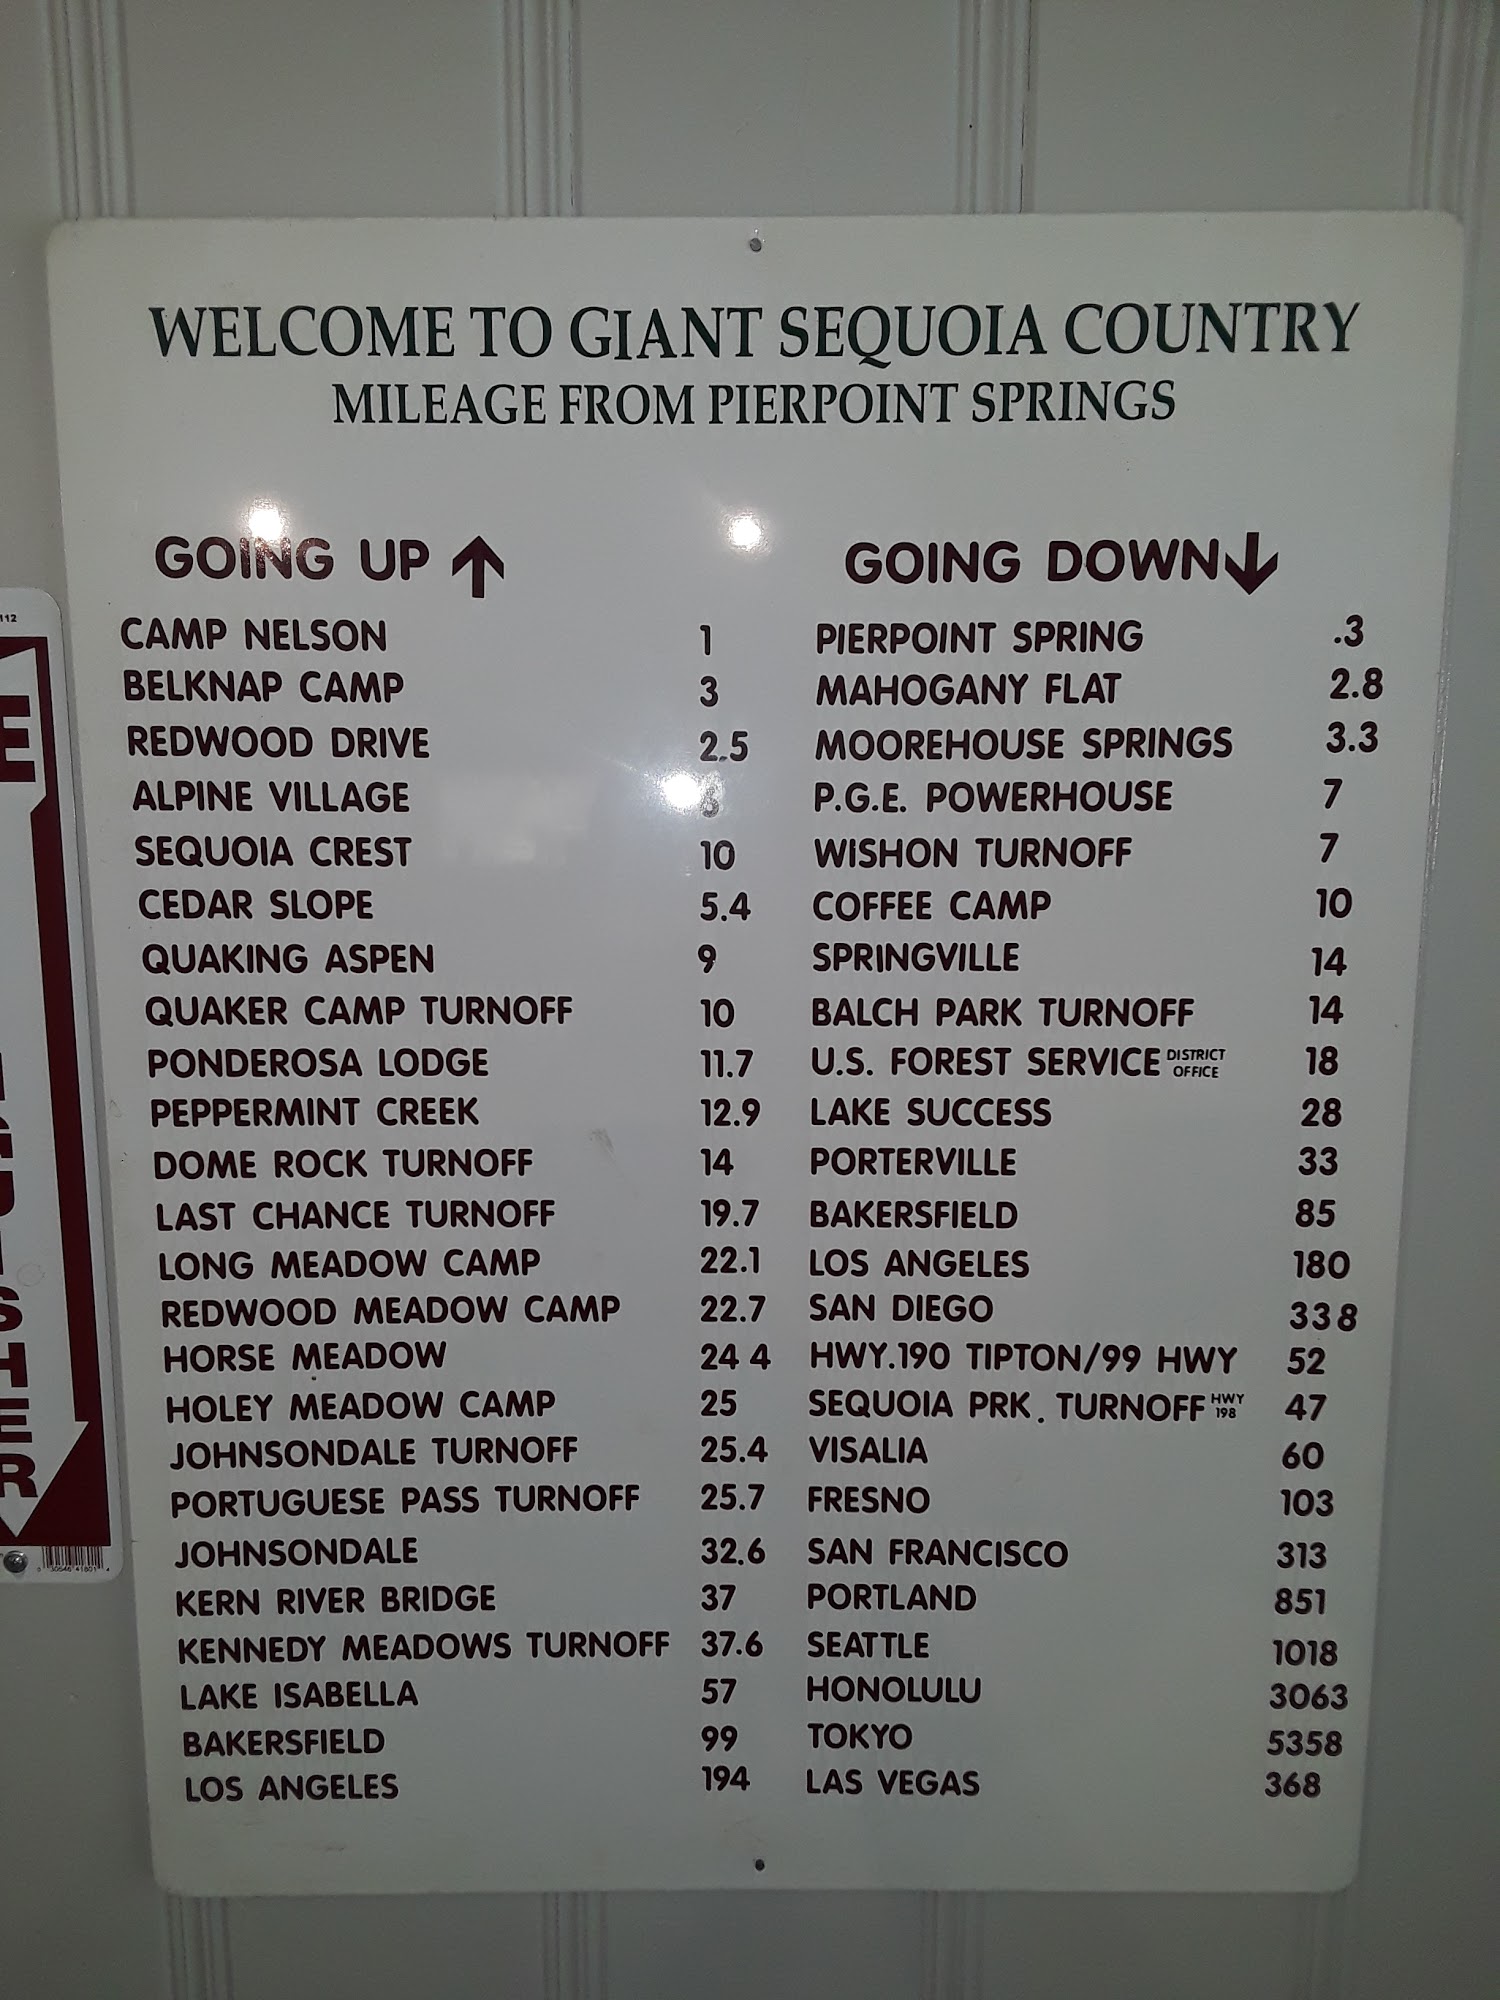 WELCOME TO GIANT SEQUOIA COUNTRY
MILEAGE FROM PIERPOINT SPRINGS
GOING UP ↑
CAMP NELSON 1
BELKNAP CAMP 3
REDWOOD DRIVE 2.5
ALPINE VILLAGE
SEQUOIA CREST 10
CEDAR SLOPE 5.4
QUAKING ASPEN 9
QUAKER CAMP TURNOFF 10
PONDEROSA LODGE 11.7
PEPPERMINT CREEK 12.9
DOME ROCK TURNOFF 14
LAST CHANCE TURNOFF 19.7
LONG MEADOW CAMP 22.1
REDWOOD MEADOW CAMP 22.7
HORSE MEADOW 24 4
HOLEY MEADOW CAMP 25
JOHNSONDALE TURNOFF 25.4
PORTUGUESE PASS TURNOFF 25.7
JOHNSONDALE 32.6
KERN RIVER BRIDGE 37
KENNEDY MEADOWS TURNOFF 37.6
LAKE ISABELLA 57
BAKERSFIELD 99
LOS ANGELES 194
GOING DOWN ↓
PIERPOINT SPRING .3
MAHOGANY FLAT 2.8
MOOREHOUSE SPRINGS 3.3
P.G.E. POWERHOUSE 7
WISHON TURNOFF 7
COFFEE CAMP 10
SPRINGVILLE 14
BALCH PARK TURNOFF 14
U.S. FOREST SERVICE DISTRICT OFFICE 18
LAKE SUCCESS 28
PORTERVILLE 33
BAKERSFIELD 85
LOS ANGELES 180
SAN DIEGO 338
HWY.190 TIPTON/99 HWY 52
SEQUOIA PRK. TURNOFF HWY 198 47
VISALIA 60
FRESNO 103
SAN FRANCISCO 313
PORTLAND 851
SEATTLE 1018
HONOLULU 3063
TOKYO 5358
LAS VEGAS 368